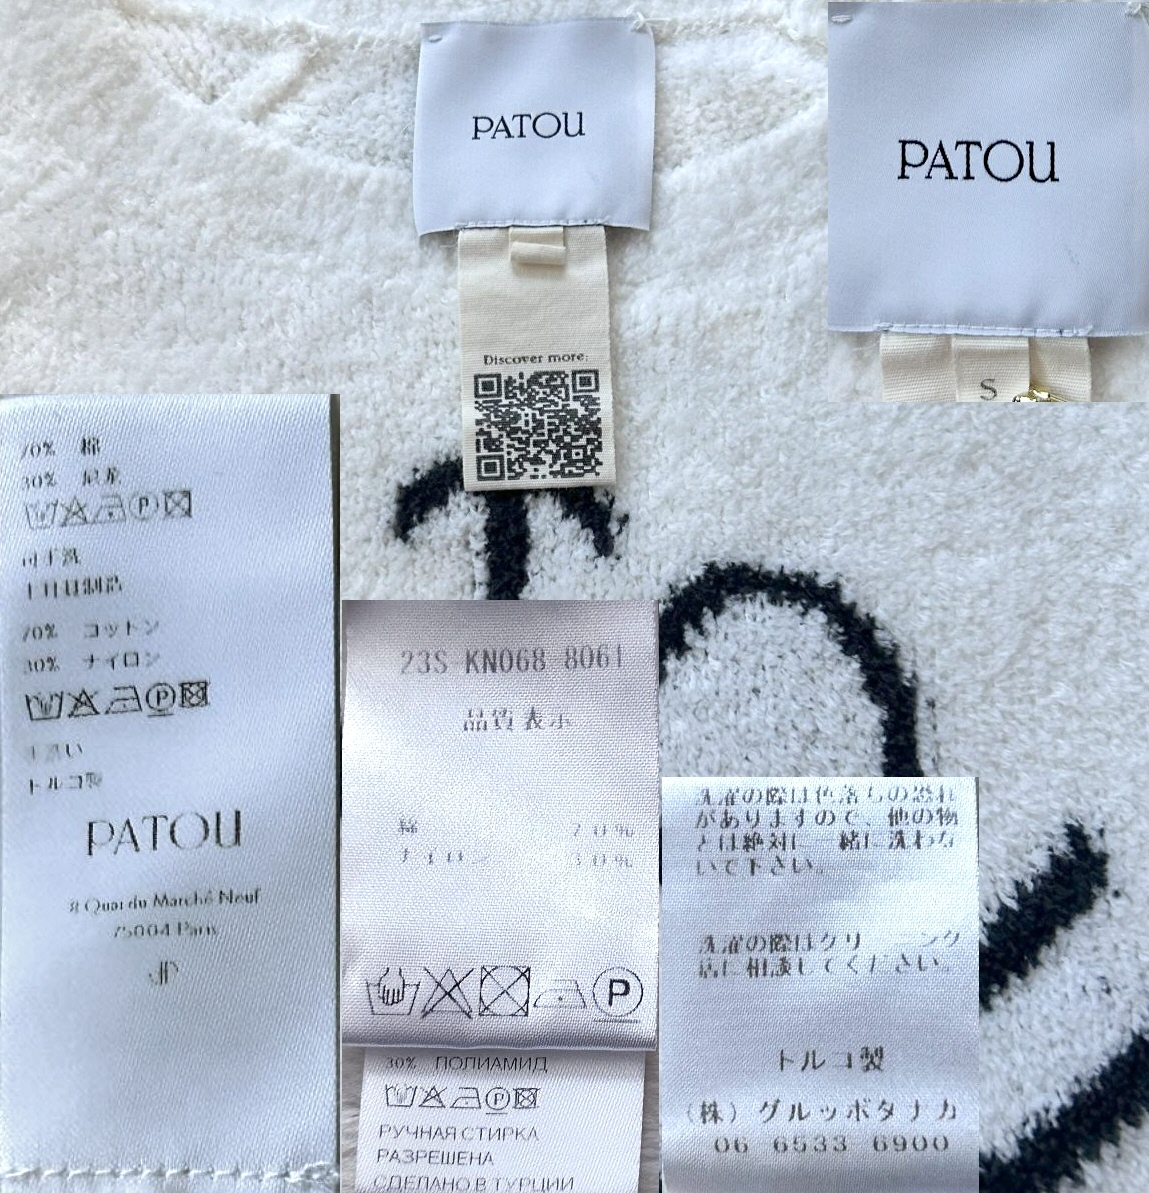 PATOU
Discover more:
PATOU
S
70% 棉
30% 尼龙
可手洗
土耳其制造
70% コットン
30% ナイロン
手洗い
トルコ製
PATOU
8 Quai du Marché Neuf
75004 Paris
JP
23S KN068 8061
品質表示
綿 70%
ナイロン 30%
P
30% ПОЛИАМИД
РУЧНАЯ СТИРКА
РАЗРЕШЕНА
СДЕЛАНО В ТУРЦИИ
洗濯の際は色落ちの恐れ
がありますので、他の物
とは絶対に一緒に洗わな
いで下さい。
洗濯の際はクリーニング
店に相談してください。
トルコ製
(株)グルッポタナカ
06 6533 6900